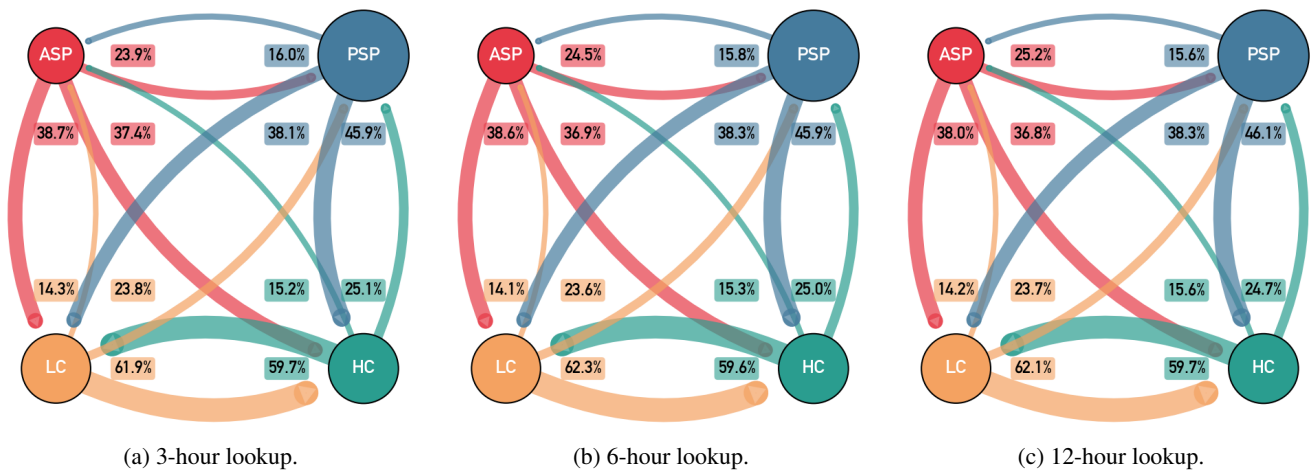 ASP 23.9% 16.0% PSP
38.7% 37.4% 38.1% 45.9%
14.3% 23.8% 15.2% 25.1%
LC 61.9% 59.7% HC
(a) 3-hour lookup.
ASP 24.5% 15.8% PSP
38.6% 36.9% 38.3% 45.9%
14.1% 23.6% 15.3% 25.0%
LC 62.3% 59.6% HC
(b) 6-hour lookup.
ASP 25.2% 15.6% PSP
38.0% 36.8% 38.3% 46.1%
14.2% 23.7% 15.6% 24.7%
LC 62.1% 59.7% HC
(c) 12-hour lookup.